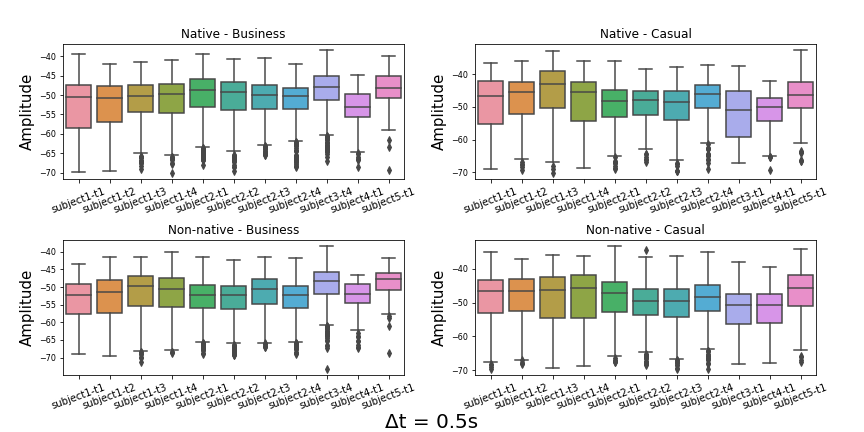 Native - Business
Amplitude
−40
−45
−50
−55
−60
−65
−70
subject1-t1 subject1-t2 subject1-t3 subject1-t4 subject2-t1 subject2-t2 subject2-t3 subject2-t4 subject3-t4 subject4-t1 subject5-t1
Native - Casual
Amplitude
−40
−50
−60
−70
subject1-t1 subject1-t2 subject1-t3 subject1-t4 subject2-t1 subject2-t2 subject2-t3 subject2-t4 subject3-t1 subject4-t1 subject5-t1
Non-native - Business
Amplitude
−40
−45
−50
−55
−60
−65
−70
subject1-t1 subject1-t2 subject1-t3 subject1-t4 subject2-t1 subject2-t2 subject2-t3 subject2-t4 subject3-t4 subject4-t1 subject5-t1
Non-native - Casual
Amplitude
−40
−50
−60
−70
subject1-t1 subject1-t2 subject1-t3 subject1-t4 subject2-t1 subject2-t2 subject2-t3 subject2-t4 subject3-t1 subject4-t1 subject5-t1
Δt = 0.5s